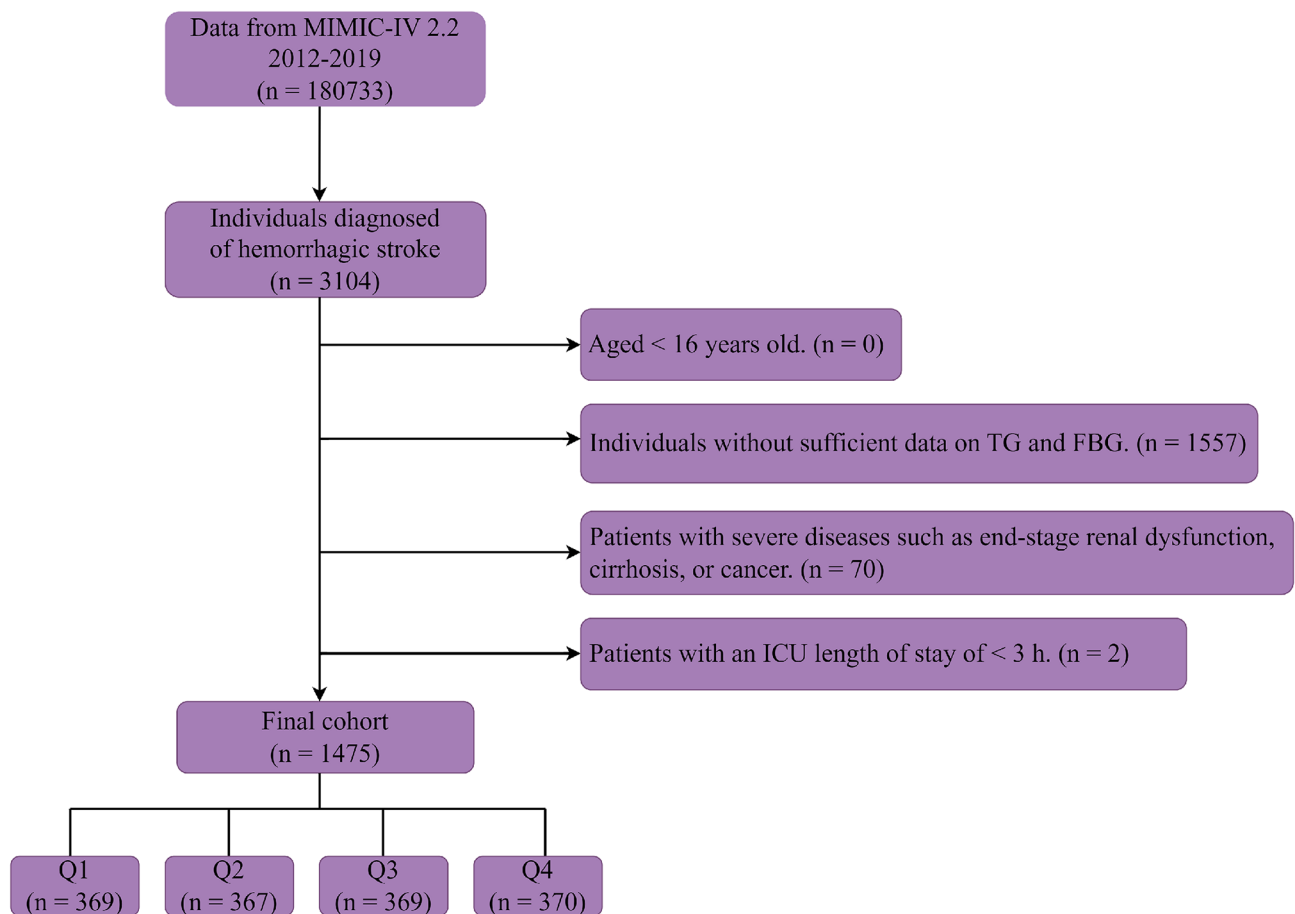 Data from MIMIC-IV 2.2
2012-2019
(n = 180733)
Individuals diagnosed
of hemorrhagic stroke
(n = 3104)
Aged < 16 years old. (n = 0)
Individuals without sufficient data on TG and FBG. (n = 1557)
Patients with severe diseases such as end-stage renal dysfunction,
cirrhosis, or cancer. (n = 70)
Patients with an ICU length of stay of < 3 h. (n = 2)
Final cohort
(n = 1475)
Q1
(n = 369)
Q2
(n = 367)
Q3
(n = 369)
Q4
(n = 370)